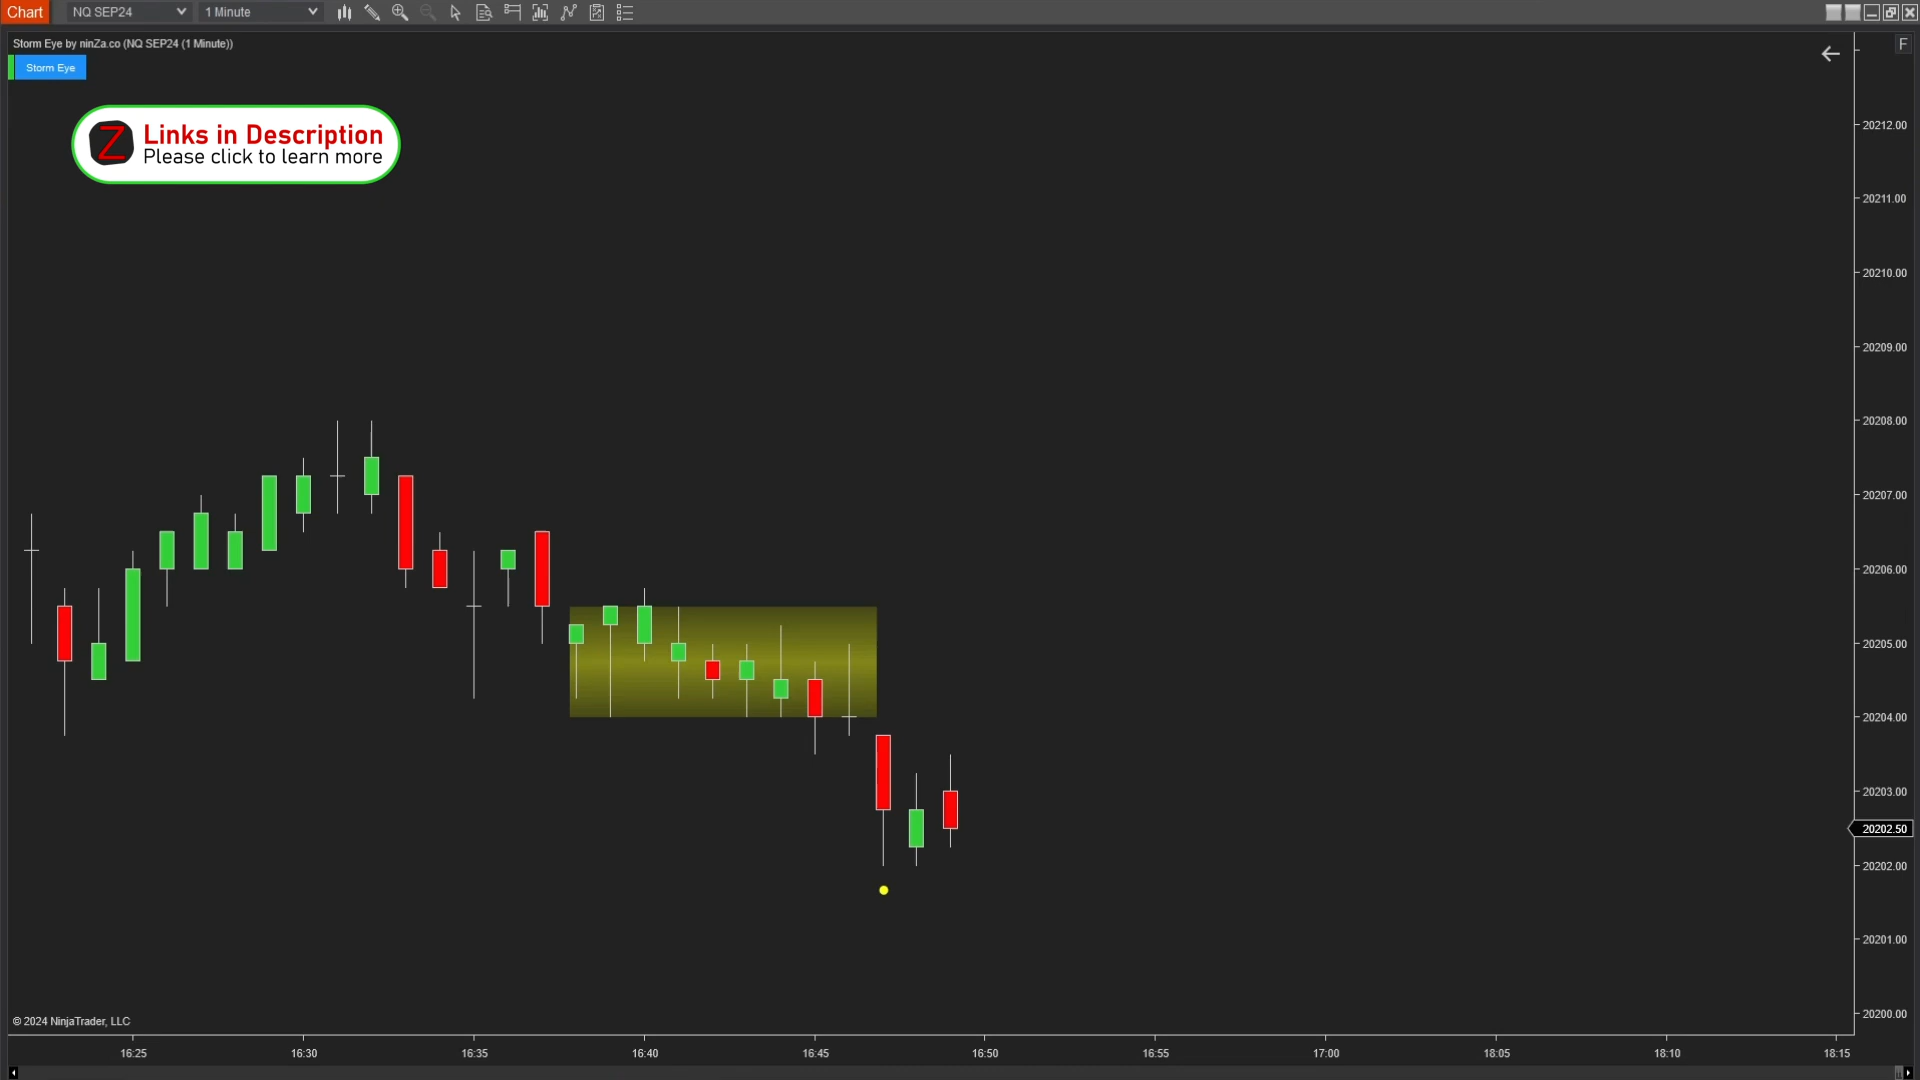 Chart
NQ SEP24
1 Minute
Storm Eye by ninZa.co (NQ SEP24 (1 Minute))
F
Storm Eye
Z
Links in Description
Please click to learn more
20212.00
20211.00
20210.00
20209.00
20208.00
20207.00
20206.00
20205.00
20204.00
20203.00
20202.50
20202.00
20201.00
20200.00
© 2024 NinjaTrader, LLC
16:25
16:30
16:35
16:40
16:45
16:50
16:55
17:00
18:05
18:10
18:15